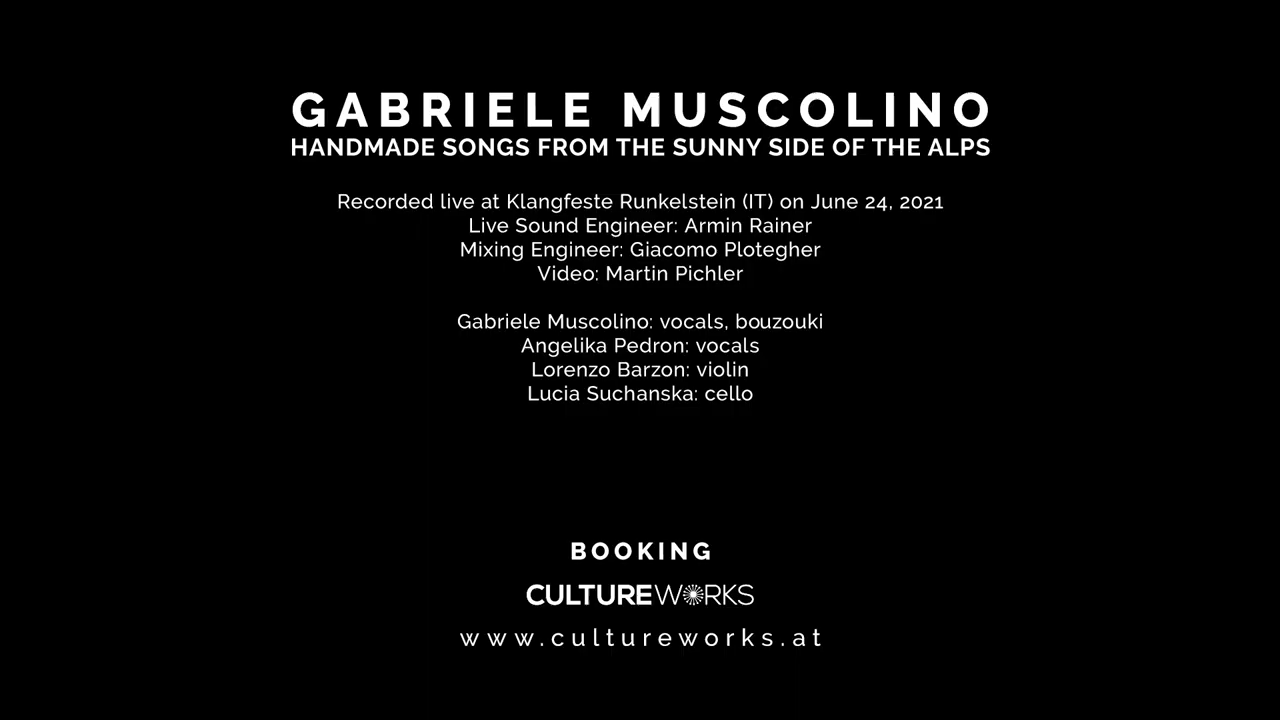 GABRIELE MUSCOLINO
HANDMADE SONGS FROM THE SUNNY SIDE OF THE ALPS
Recorded live at Klangfeste Runkelstein (IT) on June 24, 2021
Live Sound Engineer: Armin Rainer
Mixing Engineer: Giacomo Plotegher
Video: Martin Pichler
Gabriele Muscolino: vocals, bouzouki
Angelika Pedron: vocals
Lorenzo Barzon: violin
Lucia Suchanska: cello
BOOKING
CULTUREWORKS
www.cultureworks.at